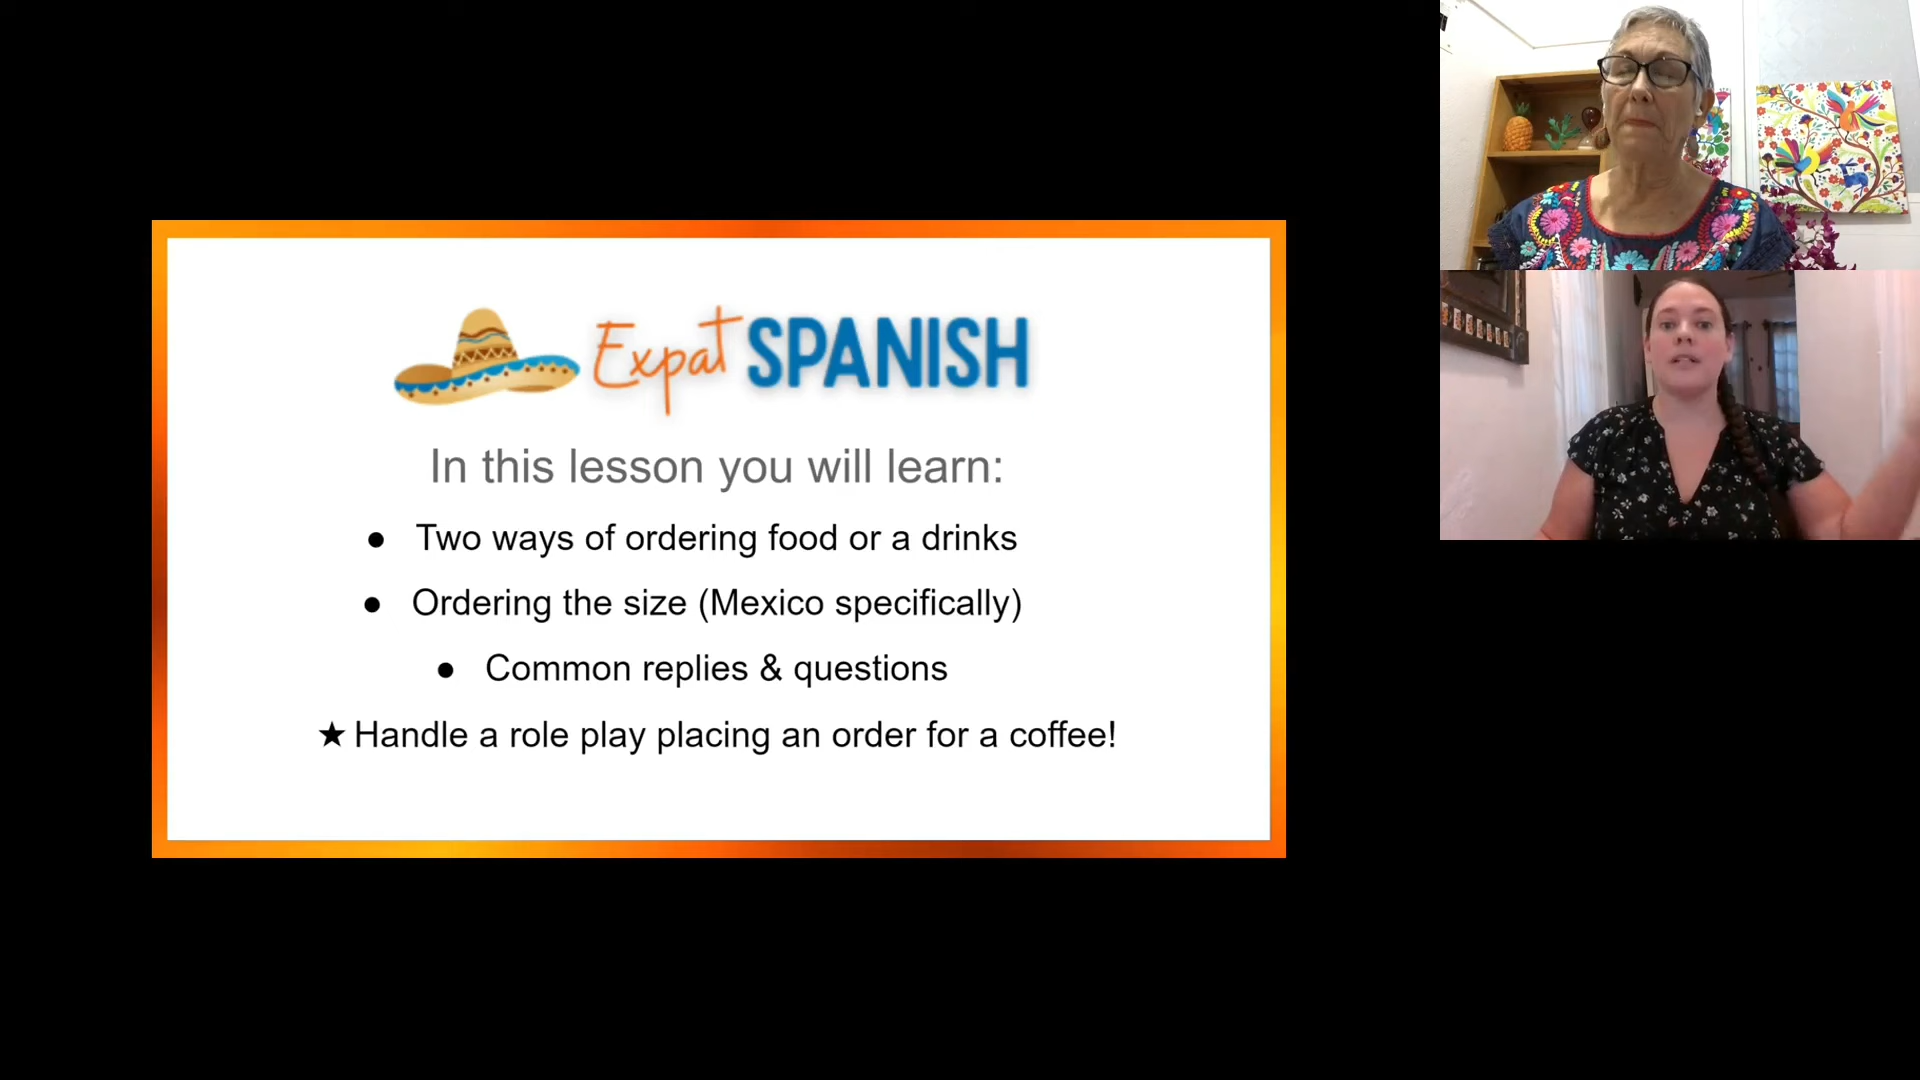 Expat SPANISH
In this lesson you will learn:
● Two ways of ordering food or a drinks
● Ordering the size (Mexico specifically)
● Common replies & questions
★ Handle a role play placing an order for a coffee!